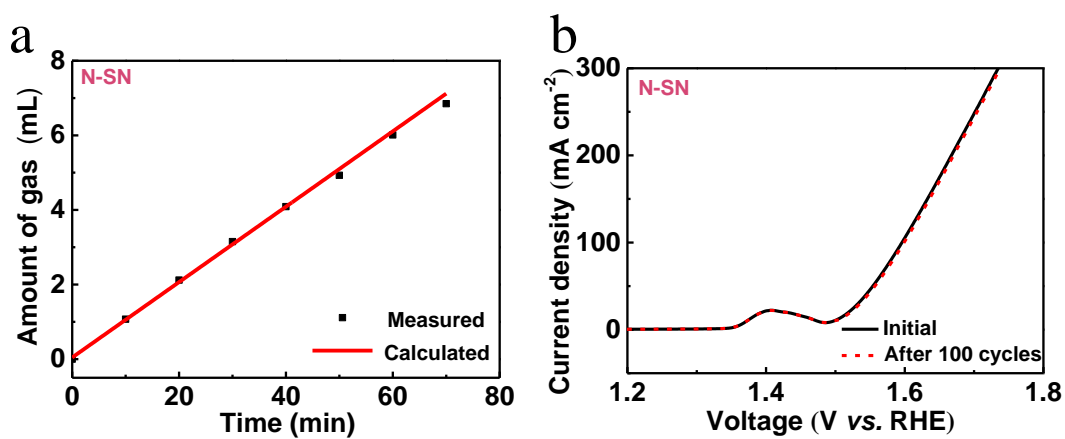 a
N-SN
Amount of gas (mL)
8
6
4
2
0
0
20
40
60
80
Time (min)
Measured
Calculated
b
N-SN
Current density (mA cm⁻²)
300
200
100
0
1.2
1.4
1.6
1.8
Voltage (V vs. RHE)
Initial
After 100 cycles